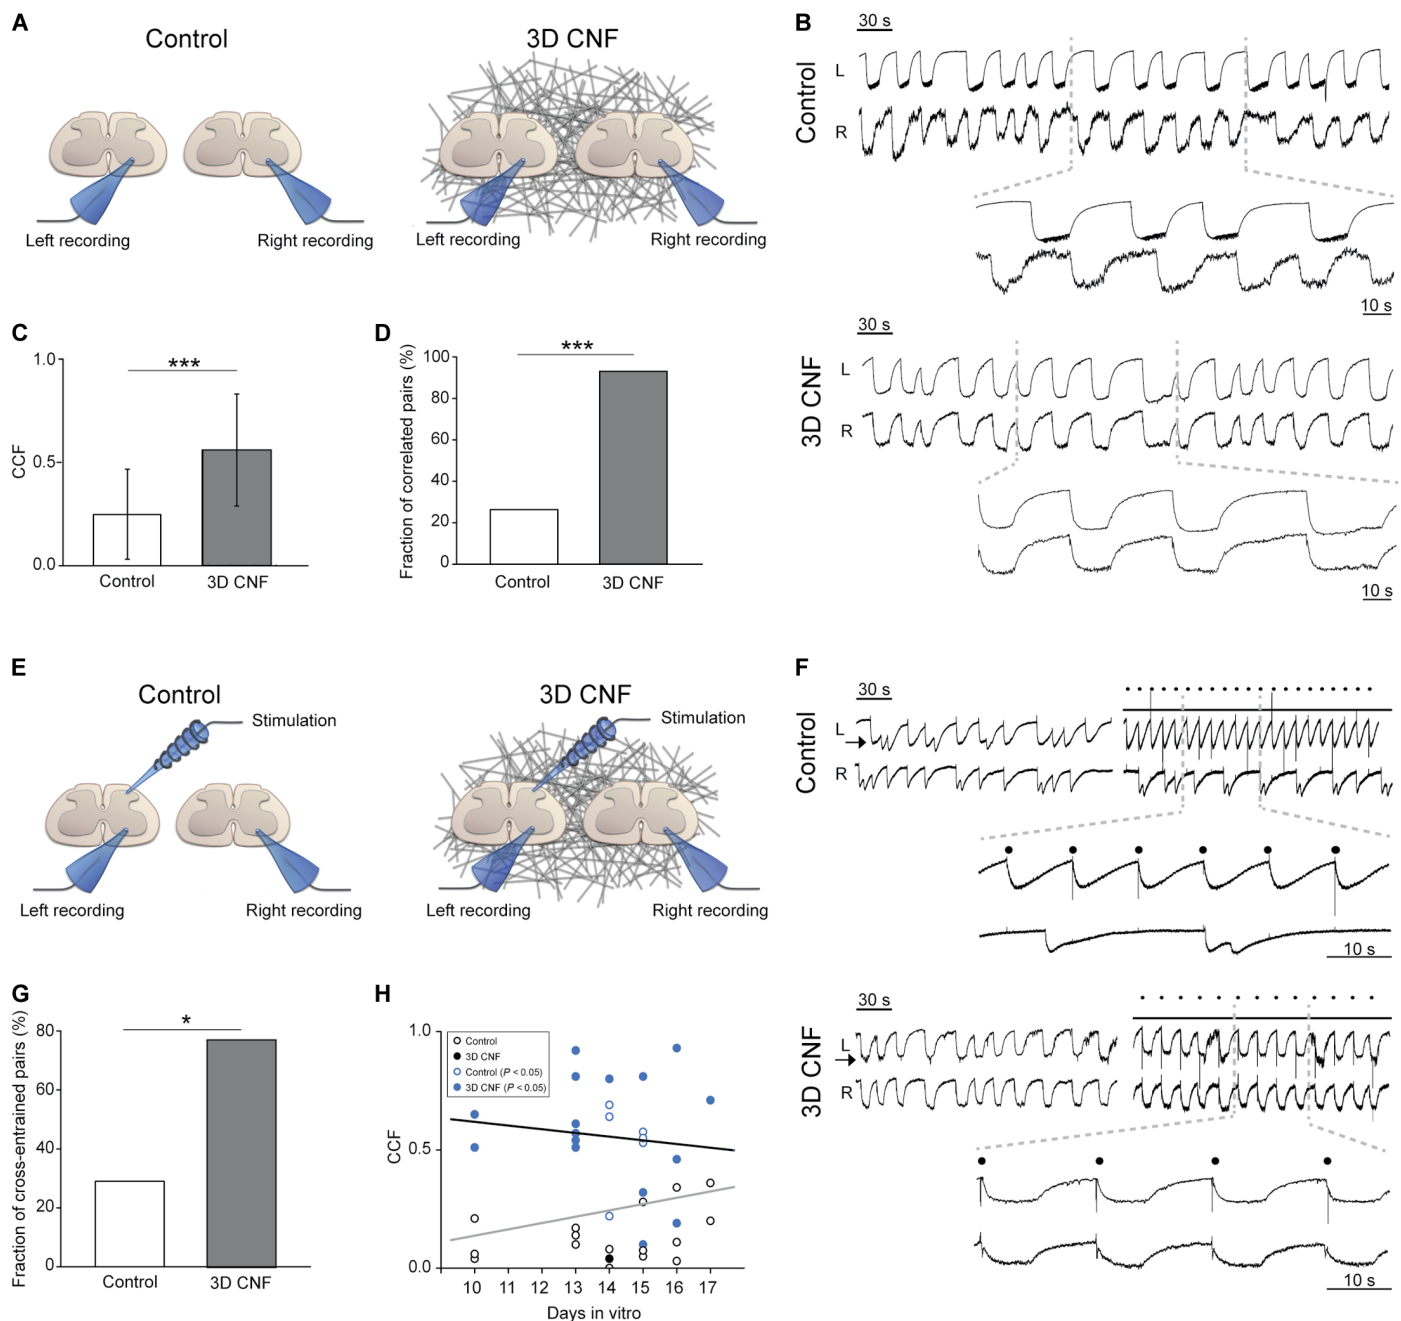 A
Control
3D CNF
Left recording
Right recording
Left recording
Right recording
B
30 s
Control
L
R
10 s
30 s
3D CNF
L
R
10 s
C
1.0
0.5
0.0
CCF
***
Control
3D CNF
D
Fraction of correlated pairs (%)
100
80
60
40
20
0
***
Control
3D CNF
E
Control
Stimulation
3D CNF
Stimulation
Left recording
Right recording
Left recording
Right recording
F
30 s
Control
L
R
10 s
30 s
3D CNF
L
R
10 s
G
Fraction of cross-entrained pairs (%)
80
60
40
20
0
*
Control
3D CNF
H
1.0
0.5
0.0
CCF
Control
3D CNF
Control (P < 0.05)
3D CNF (P < 0.05)
10 11 12 13 14 15 16 17
Days in vitro